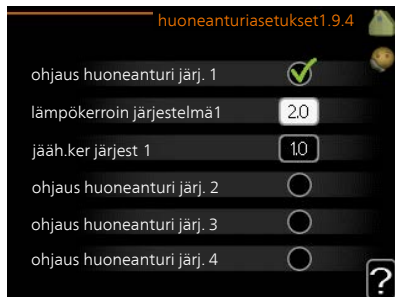 huoneanturiasetukset1.9.4
ohjaus huoneanturi järj. 1
lämpökerroin järjestelmä1 2.0
jääh.ker järjest 1 1.0
ohjaus huoneanturi järj. 2
ohjaus huoneanturi järj. 3
ohjaus huoneanturi järj. 4
?